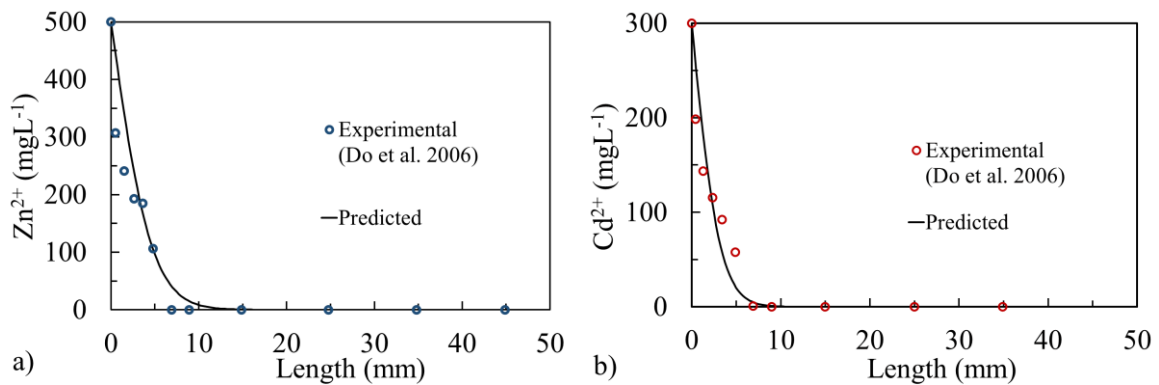 500
400
300
200
100
0
Zn2+ (mgL-1)
Experimental
(Do et al. 2006)
Predicted
0 10 20 30 40 50
Length (mm)
a)
300
200
100
0
Cd2+ (mgL-1)
Experimental
(Do et al. 2006)
Predicted
0 10 20 30 40 50
Length (mm)
b)